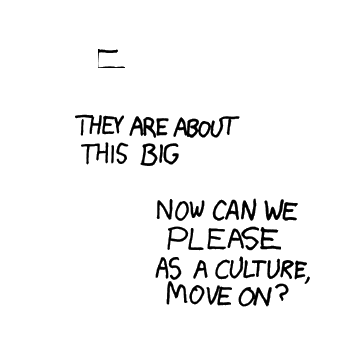 THEY ARE ABOUT
THIS BIG
NOW CAN WE
PLEASE
AS A CULTURE,
MOVE ON?